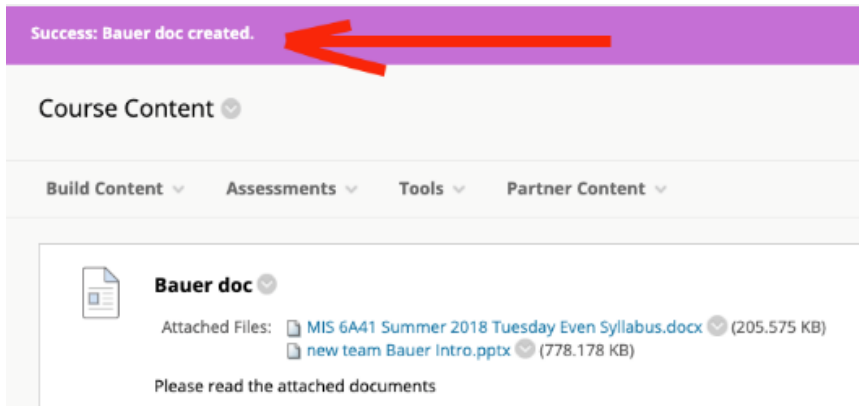 Success: Bauer doc created.
Course Content
Build Content Assessments Tools Partner Content
Bauer doc
Attached Files: MIS 6A41 Summer 2018 Tuesday Even Syllabus.docx (205.575 KB)
new team Bauer Intro.pptx (778.178 KB)
Please read the attached documents